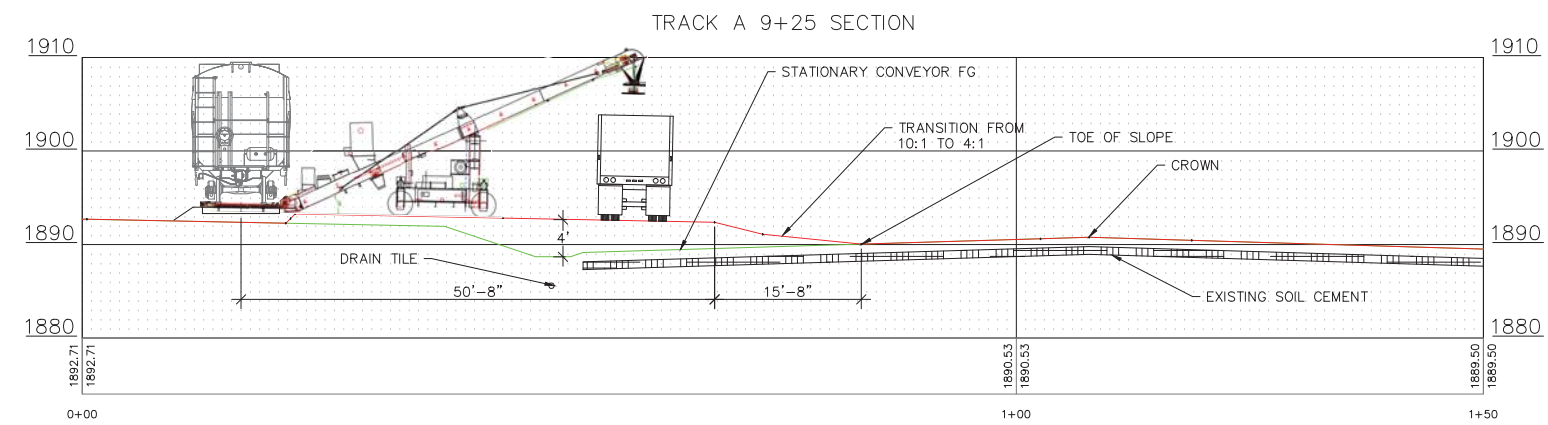 TRACK A 9+25 SECTION
1910
1910
STATIONARY CONVEYOR FG
TRANSITION FROM
10:1 TO 4:1
TOE OF SLOPE
1900
1900
CROWN
1890
1890
4'
DRAIN TILE
50'-8"
15'-8"
EXISTING SOIL CEMENT
1880
1880
1892.71
1892.71
1890.53
1890.53
1889.50
1889.50
0+00
1+00
1+50